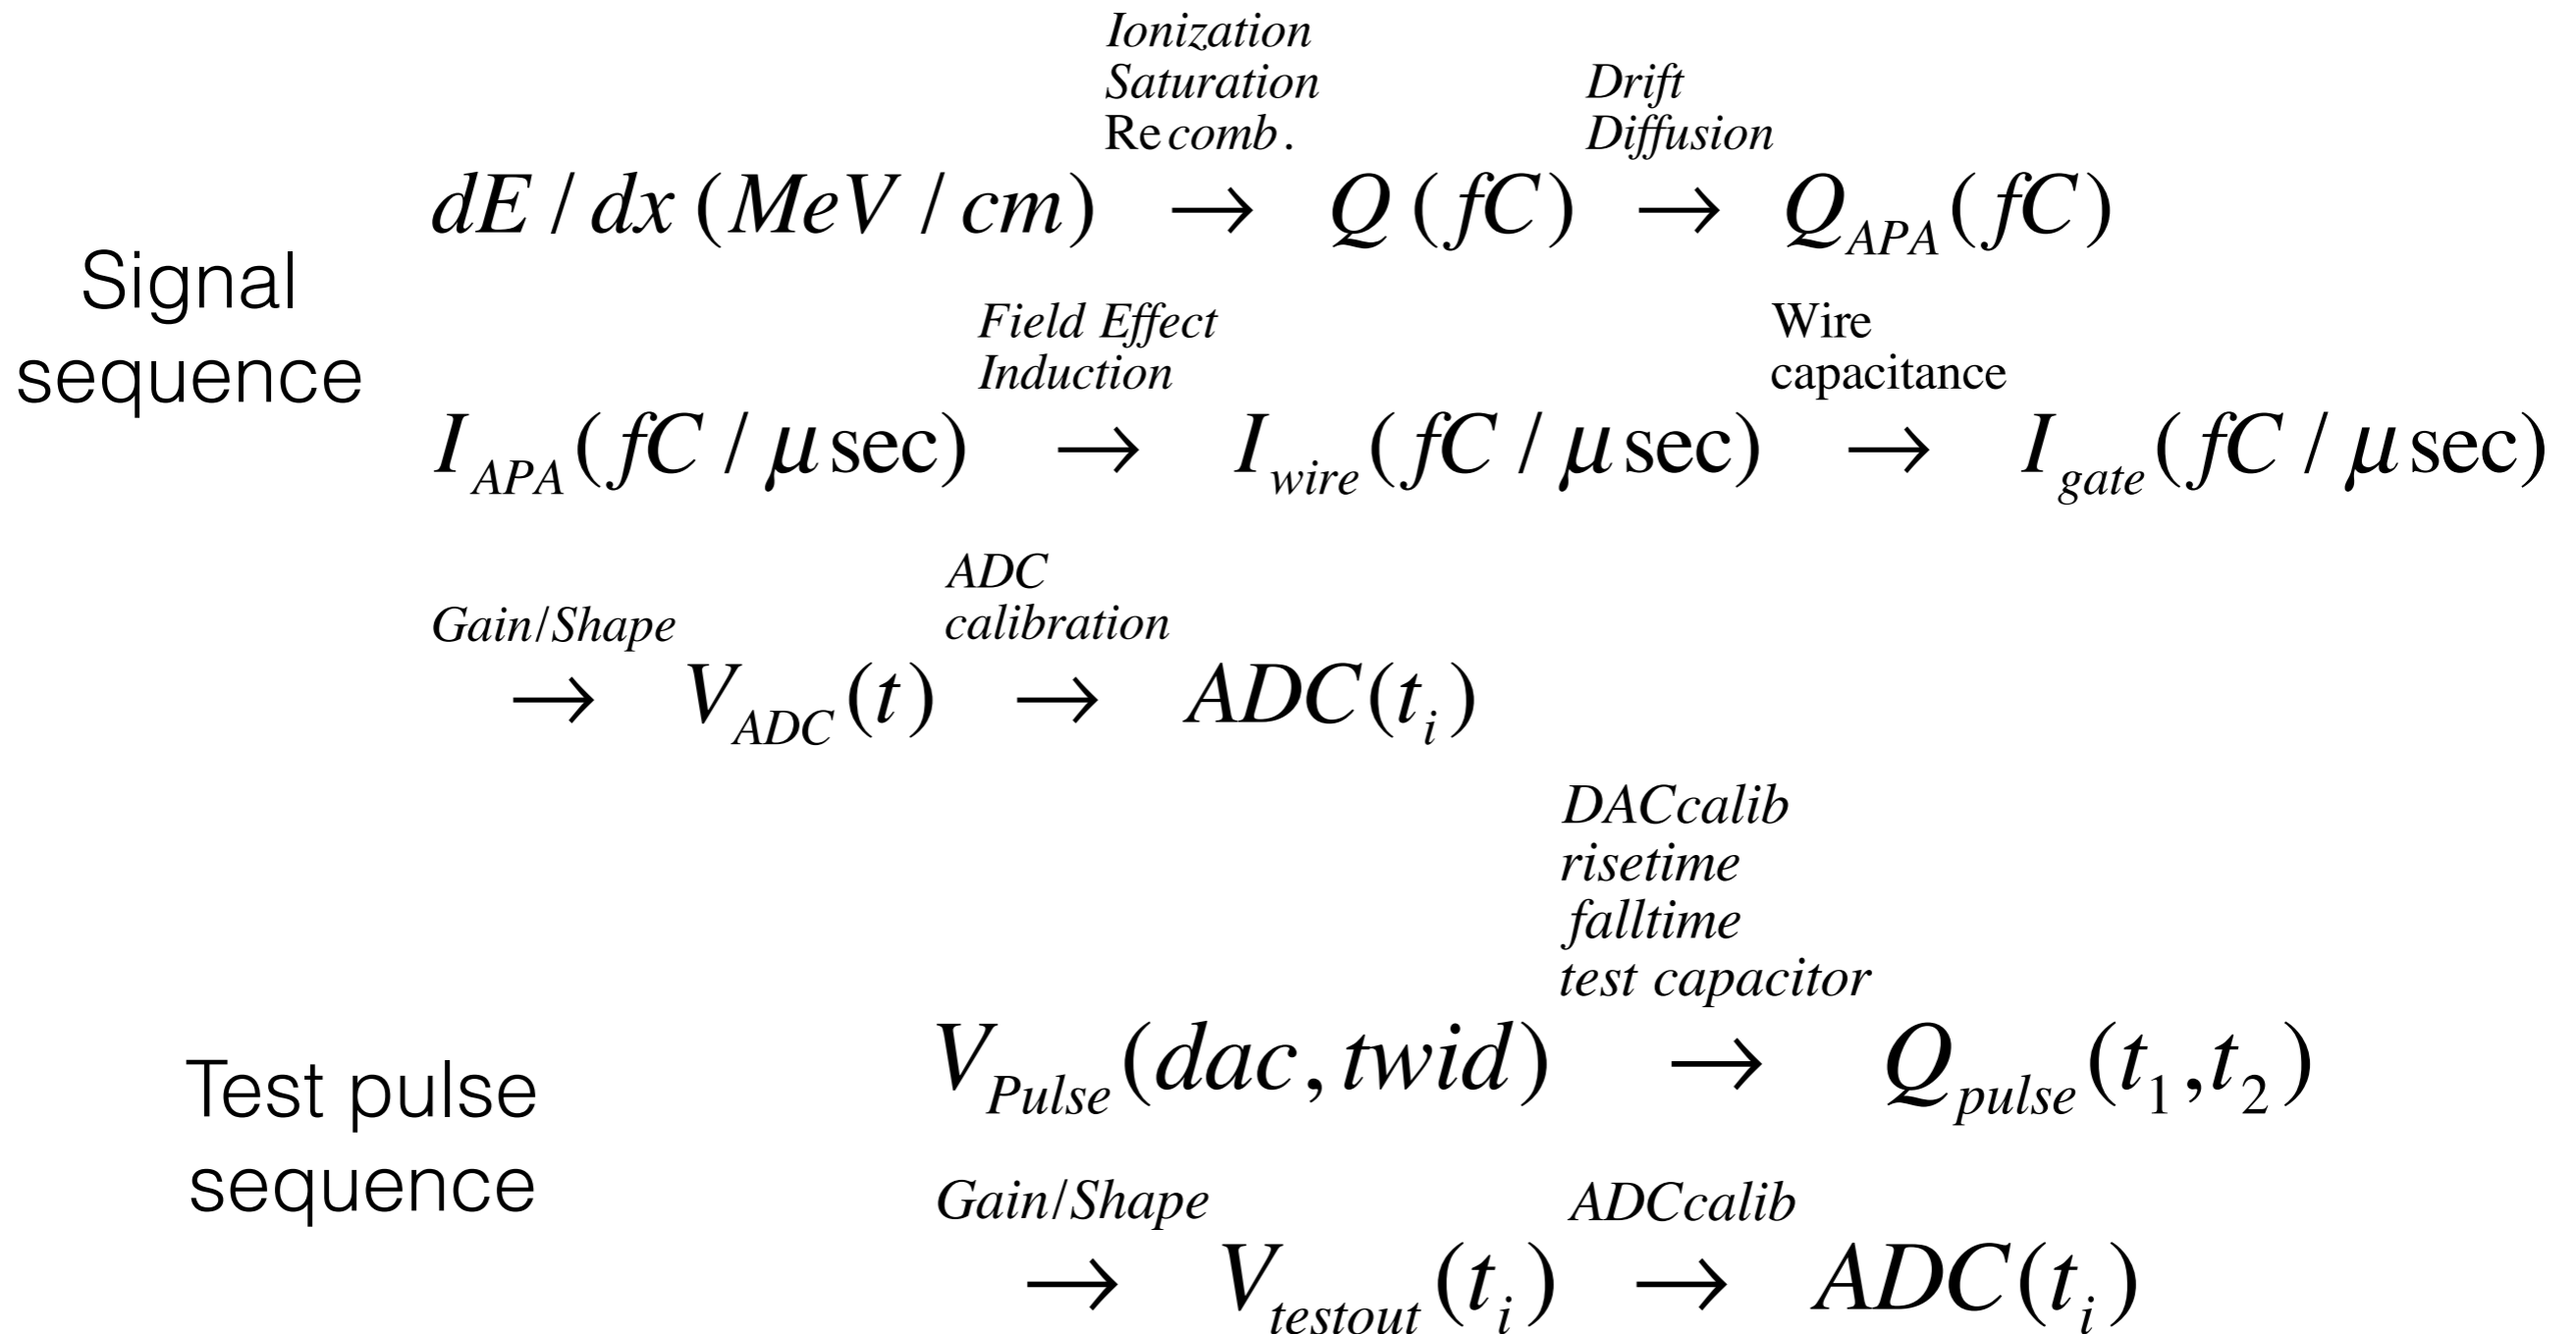 Ionization
Saturation
Recomb.
Drift
Diffusion
dE / dx (MeV / cm) → Q (fC) → Q_APA (fC)
Signal
sequence
Field Effect
Induction
Wire
capacitance
I_APA (fC / μsec) → I_wire (fC / μsec) → I_gate (fC / μsec)
Gain/Shape
ADC
calibration
→ V_ADC (t) → ADC(t_i)
DACcalib
risetime
falltime
test capacitor
V_Pulse (dac, twid) → Q_pulse (t_1,t_2)
Test pulse
sequence
Gain/Shape
ADCcalib
→ V_testout (t_i) → ADC(t_i)